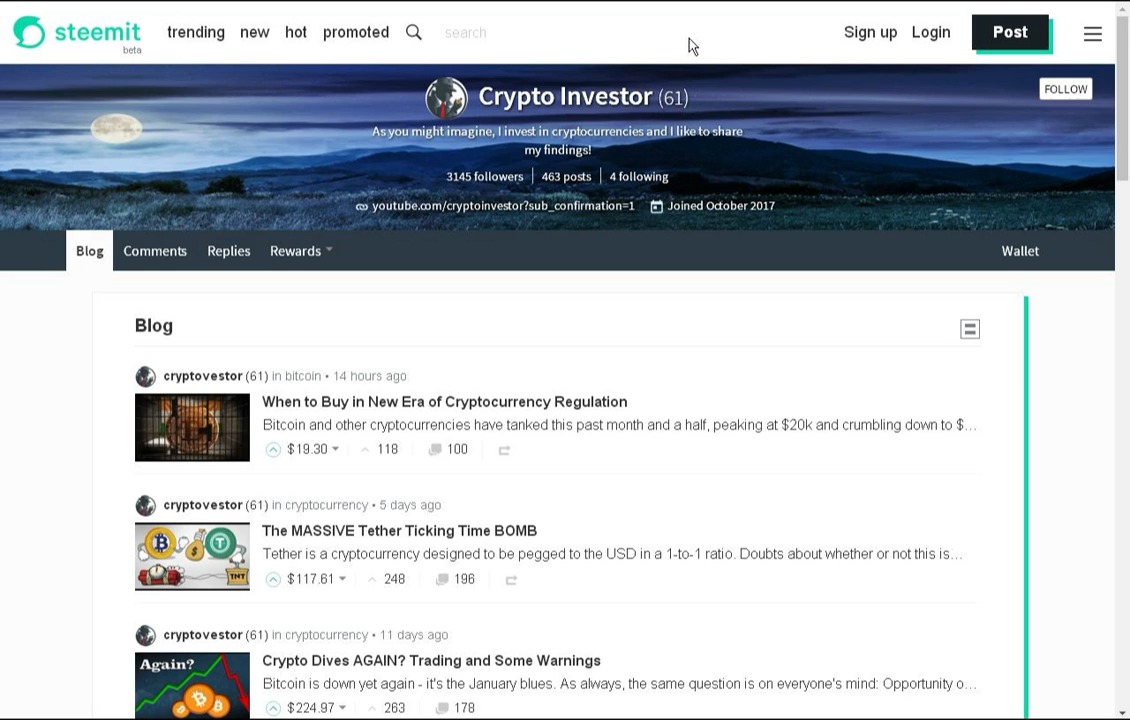 steemit
beta
trending new hot promoted search Sign up Login Post
Crypto Investor (61) FOLLOW
As you might imagine, I invest in cryptocurrencies and I like to share
my findings!
3145 followers 463 posts 4 following
youtube.com/cryptoinvestor?sub_confirmation=1 Joined October 2017
Blog Comments Replies Rewards Wallet
Blog
cryptovestor (61) in bitcoin • 14 hours ago
When to Buy in New Era of Cryptocurrency Regulation
Bitcoin and other cryptocurrencies have tanked this past month and a half, peaking at $20k and crumbling down to $...
$19.30 118 100
cryptovestor (61) in cryptocurrency • 5 days ago
The MASSIVE Tether Ticking Time BOMB
Tether is a cryptocurrency designed to be pegged to the USD in a 1-to-1 ratio. Doubts about whether or not this is...
TNT
$117.61 248 196
cryptovestor (61) in cryptocurrency • 11 days ago
Again?
Crypto Dives AGAIN? Trading and Some Warnings
Bitcoin is down yet again - it's the January blues. As always, the same question is on everyone's mind: Opportunity o...
$224.97 263 178